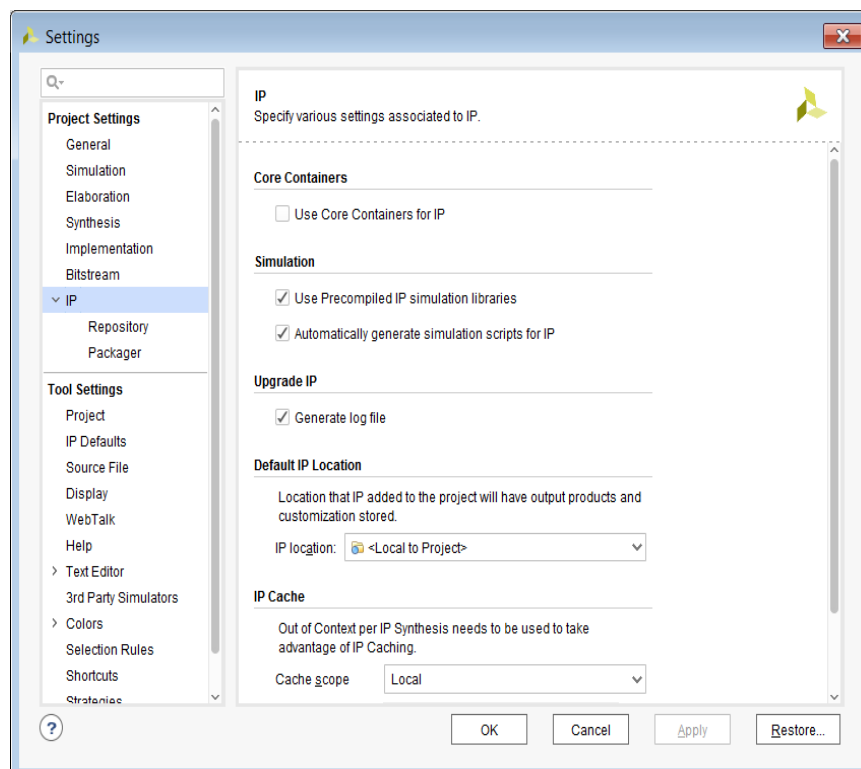 Settings
Project Settings
General
Simulation
Elaboration
Synthesis
Implementation
Bitstream
IP
Repository
Packager
Tool Settings
Project
IP Defaults
Source File
Display
WebTalk
Help
Text Editor
3rd Party Simulators
Colors
Selection Rules
Shortcuts
Strategies
IP
Specify various settings associated to IP.
Core Containers
Use Core Containers for IP
Simulation
Use Precompiled IP simulation libraries
Automatically generate simulation scripts for IP
Upgrade IP
Generate log file
Default IP Location
Location that IP added to the project will have output products and
customization stored.
IP location: <Local to Project>
IP Cache
Out of Context per IP Synthesis needs to be used to take
advantage of IP Caching.
Cache scope Local
? OK Cancel Apply Restore...